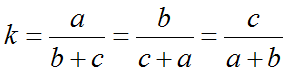 k = a/(b+c) = b/(c+a) = c/(a+b)